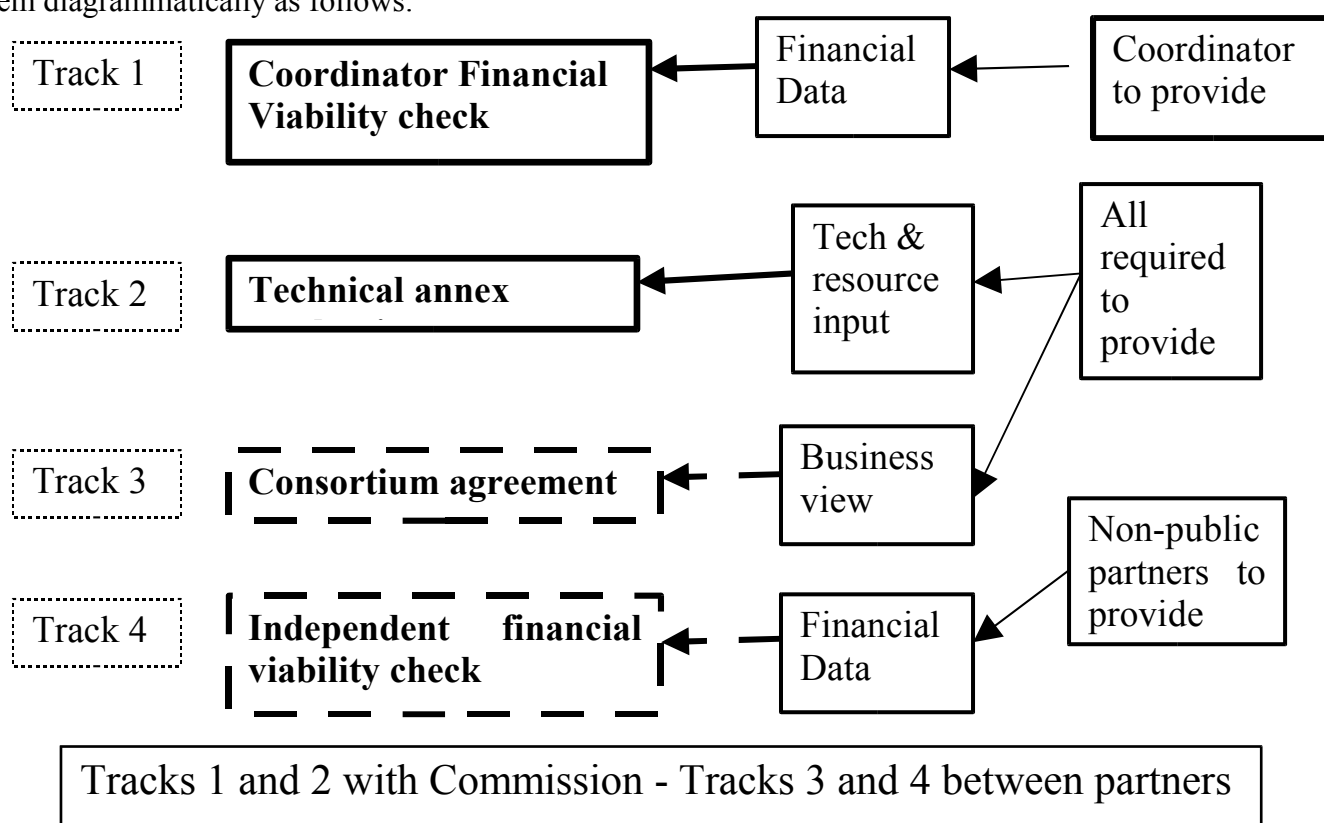 em diagrammatically as follows:
Track 1
Coordinator Financial
Viability check
Financial
Data
Coordinator
to provide
Track 2
Technical annex
Tech &
resource
input
All
required
to
provide
Track 3
Consortium agreement
Business
view
Non-public
partners to
provide
Track 4
Independent financial
viability check
Financial
Data
Tracks 1 and 2 with Commission - Tracks 3 and 4 between partners